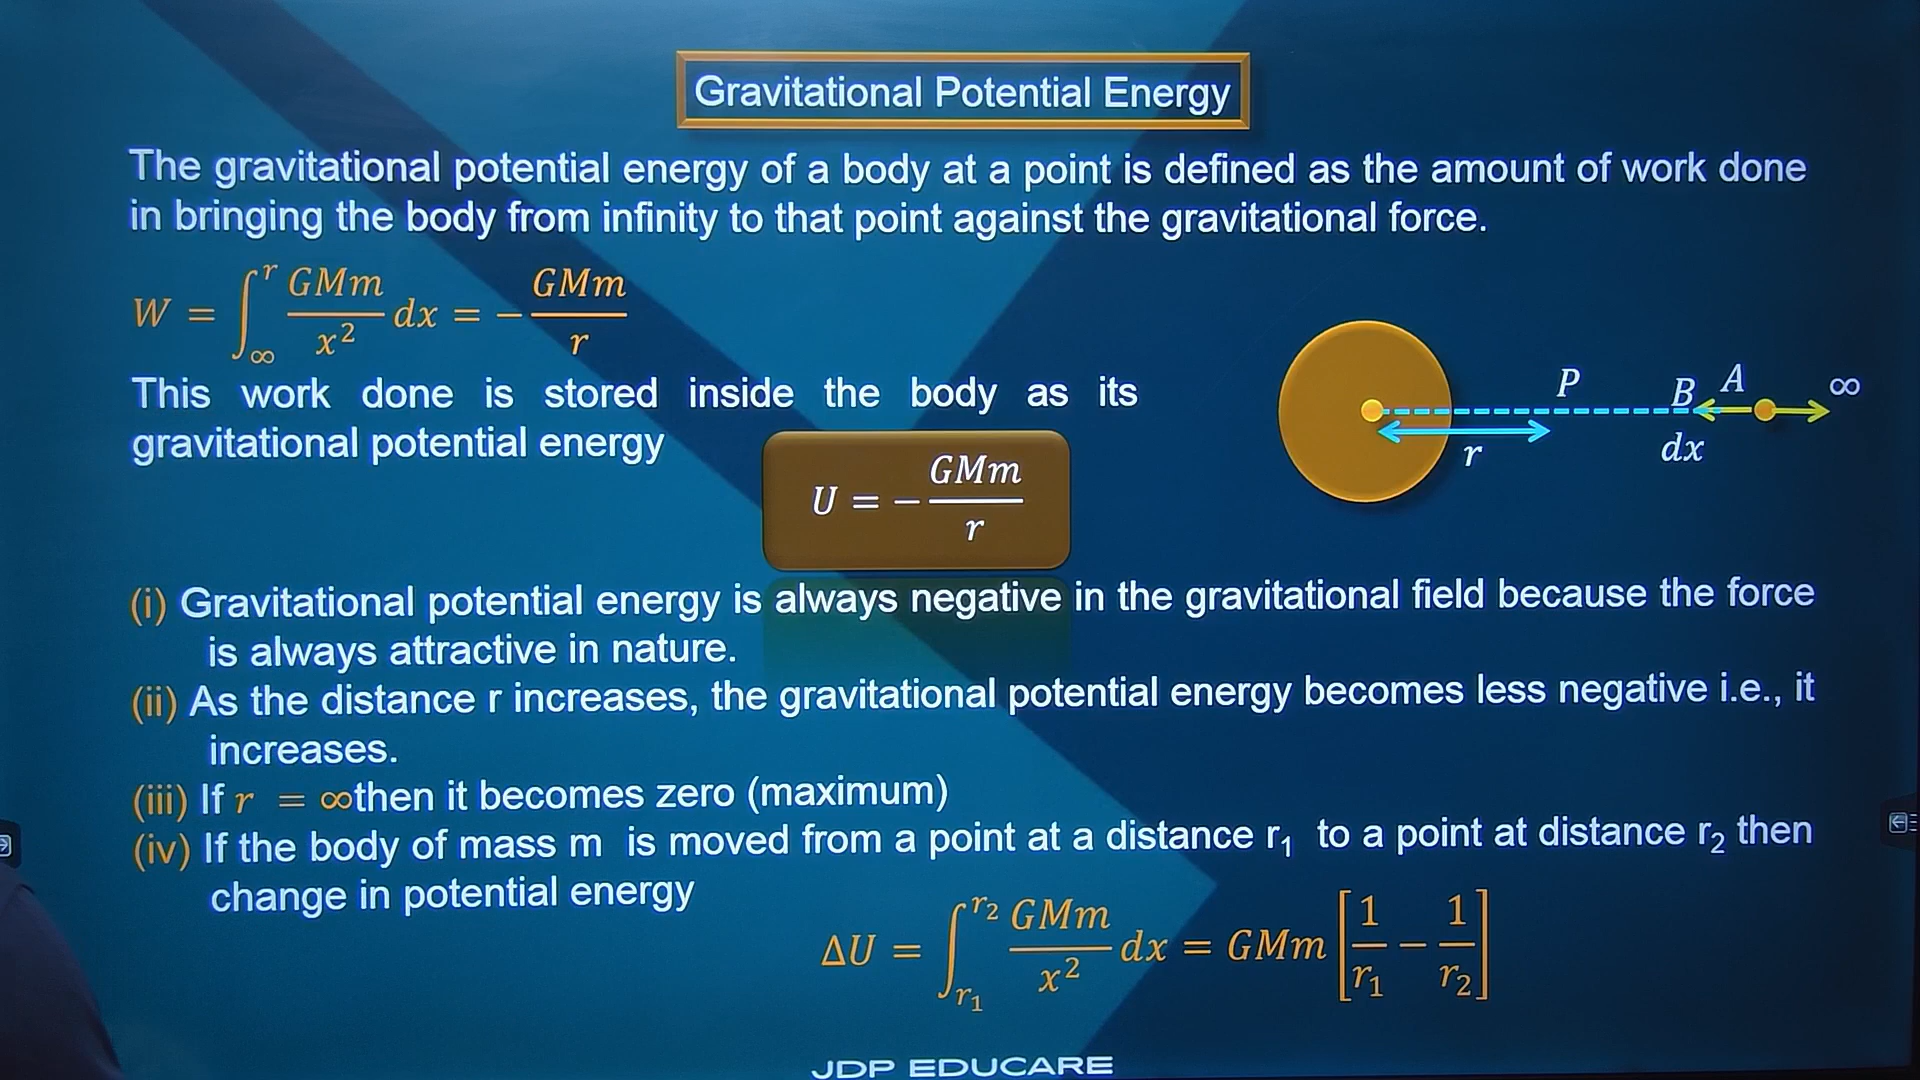 Gravitational Potential Energy
The gravitational potential energy of a body at a point is defined as the amount of work done
in bringing the body from infinity to that point against the gravitational force.
W = ∫_∞^r GMm/x² dx = − GMm/r
This work done is stored inside the body as its
gravitational potential energy
U = − GMm/r
P B A ∞
r dx
(i) Gravitational potential energy is always negative in the gravitational field because the force
is always attractive in nature.
(ii) As the distance r increases, the gravitational potential energy becomes less negative i.e., it
increases.
(iii) If r = ∞then it becomes zero (maximum)
(iv) If the body of mass m is moved from a point at a distance r₁ to a point at distance r₂ then
change in potential energy
ΔU = ∫_r₁^r₂ GMm/x² dx = GMm [1/r₁ − 1/r₂]
JDP EDUCARE